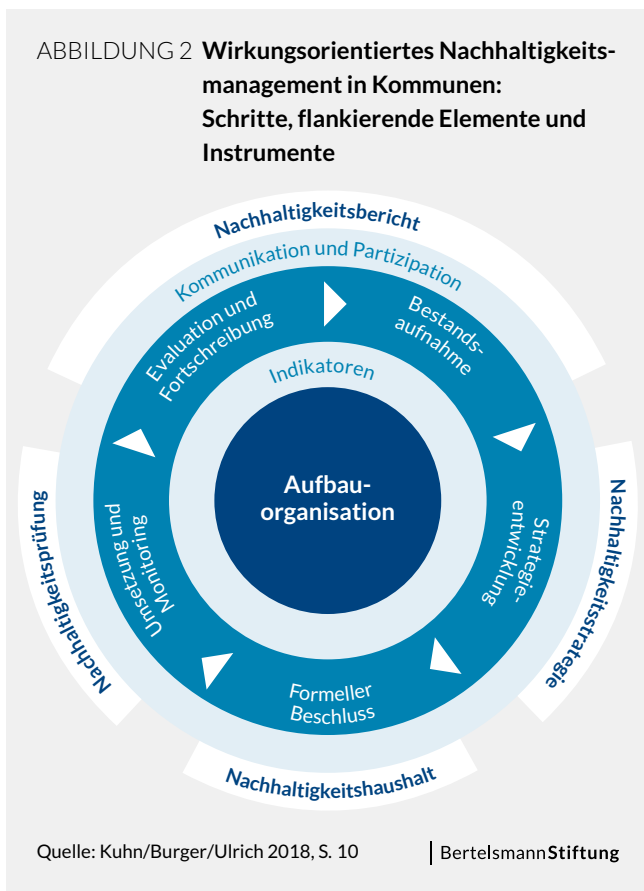 ABBILDUNG 2 Wirkungsorientiertes Nachhaltigkeits-
management in Kommunen:
Schritte, flankierende Elemente und
Instrumente
Nachhaltigkeitsbericht
Kommunikation und Partizipation
Evaluation und
Fortschreibung
Bestands-
aufnahme
Indikatoren
Aufbau-
organisation
Nachhaltigkeitsprüfung
Umsetzung und
Monitoring
Strategie-
entwicklung
Nachhaltigkeitsstrategie
Formeller
Beschluss
Nachhaltigkeitshaushalt
Quelle: Kuhn/Burger/Ulrich 2018, S. 10
BertelsmannStiftung